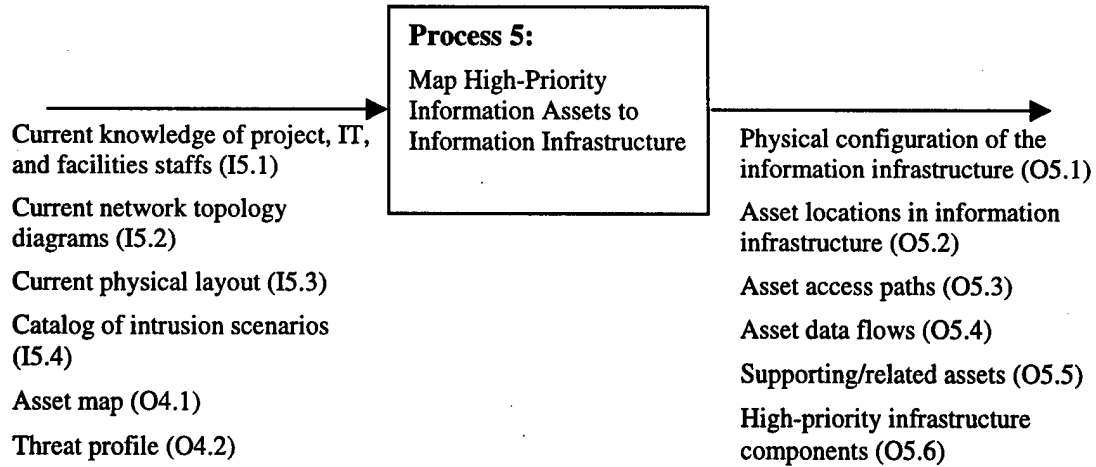 Process 5:
Map High-Priority
Information Assets to
Information Infrastructure
Current knowledge of project, IT,
and facilities staffs (I5.1)
Current network topology
diagrams (I5.2)
Current physical layout (I5.3)
Catalog of intrusion scenarios
(I5.4)
Asset map (O4.1)
Threat profile (O4.2)
Physical configuration of the
information infrastructure (O5.1)
Asset locations in information
infrastructure (O5.2)
Asset access paths (O5.3)
Asset data flows (O5.4)
Supporting/related assets (O5.5)
High-priority infrastructure
components (O5.6)